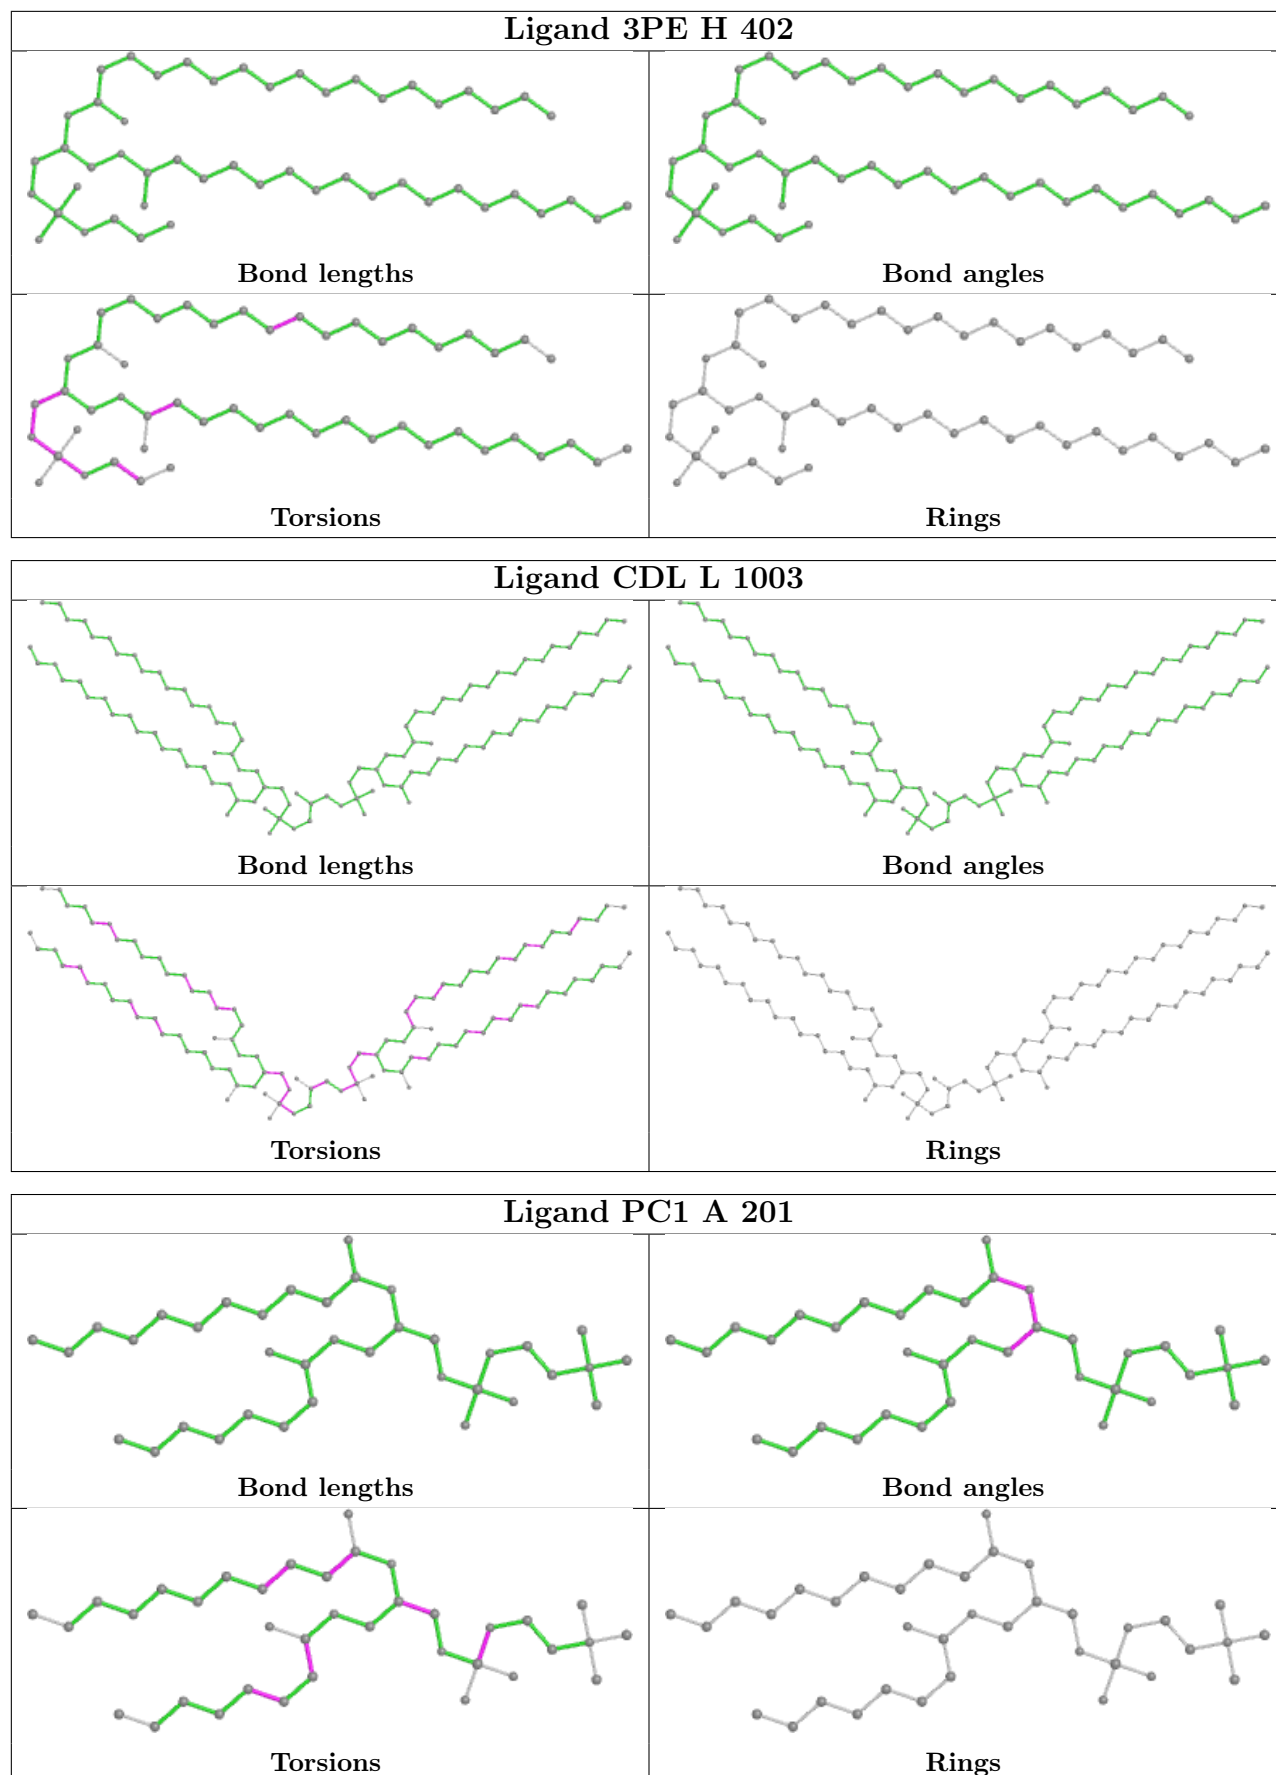 Ligand 3PE H 402
Bond lengths
Bond angles
Torsions
Rings
Ligand CDL L 1003
Bond lengths
Bond angles
Torsions
Rings
Ligand PC1 A 201
Bond lengths
Bond angles
Torsions
Rings